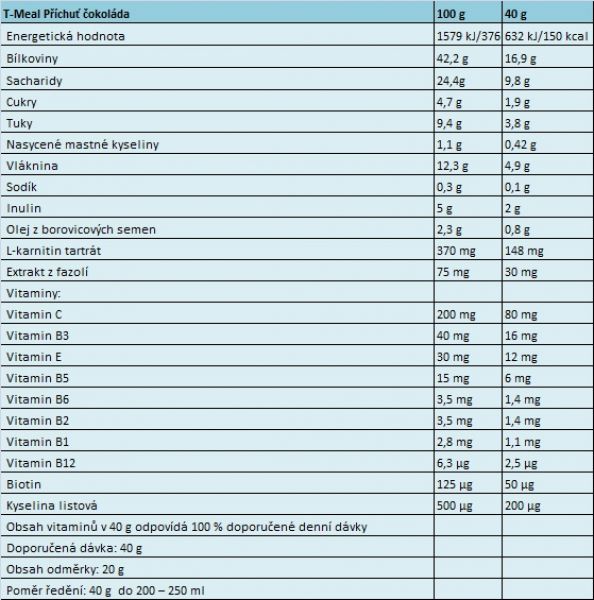 T-Meal Příchuť čokoláda 100 g 40 g
Energetická hodnota 1579 kJ/376 632 kJ/150 kcal
Bílkoviny 42,2 g 16,9 g
Sacharidy 24,4g 9,8 g
Cukry 4,7 g 1,9 g
Tuky 9,4 g 3,8 g
Nasycené mastné kyseliny 1,1 g 0,42 g
Vláknina 12,3 g 4,9 g
Sodík 0,3 g 0,1 g
Inulin 5 g 2 g
Olej z borovicových semen 2,3 g 0,8 g
L-karnitin tartrát 370 mg 148 mg
Extrakt z fazolí 75 mg 30 mg
Vitaminy:
Vitamin C 200 mg 80 mg
Vitamin B3 40 mg 16 mg
Vitamin E 30 mg 12 mg
Vitamin B5 15 mg 6 mg
Vitamin B6 3,5 mg 1,4 mg
Vitamin B2 3,5 mg 1,4 mg
Vitamin B1 2,8 mg 1,1 mg
Vitamin B12 6,3 µg 2,5 µg
Biotin 125 µg 50 µg
Kyselina listová 500 µg 200 µg
Obsah vitaminů v 40 g odpovídá 100 % doporučené denní dávky
Doporučená dávka: 40 g
Obsah odměrky: 20 g
Poměr ředění: 40 g do 200 – 250 ml